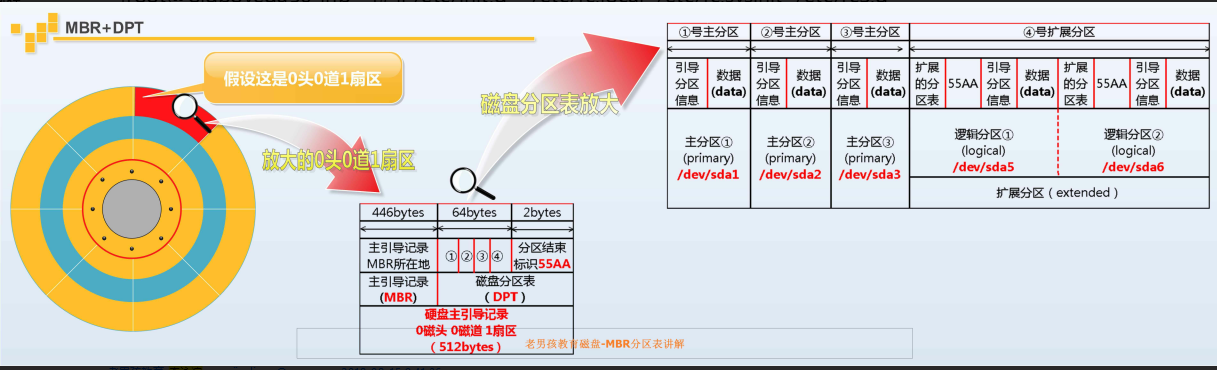 MBR+DPT
假设这是0头0道1扇区
放大的0头0道1扇区
磁盘分区表放大
446bytes 64bytes 2bytes
主引导记录 ① ② ③ ④ 分区结束
MBR所在地 标识55AA
主引导记录 磁盘分区表
(MBR) (DPT)
硬盘主引导记录
0磁头 0磁道 1扇区
(512bytes)
老男孩教育磁盘-MBR分区表讲解
①号主分区 ②号主分区 ③号主分区 ④号扩展分区
引导 引导 引导 扩展 引导 扩展 引导
分区 数据 分区 数据 分区 数据 的分 55AA 分区 数据 的分 55AA 分区 数据
信息 (data) 信息 (data) 信息 (data) 区表 信息 (data) 区表 信息 (data)
主分区① 主分区② 主分区③ 逻辑分区① 逻辑分区②
(primary) (primary) (primary) (logical) (logical)
/dev/sda1 /dev/sda2 /dev/sda3 /dev/sda5 /dev/sda6
扩展分区(extended)